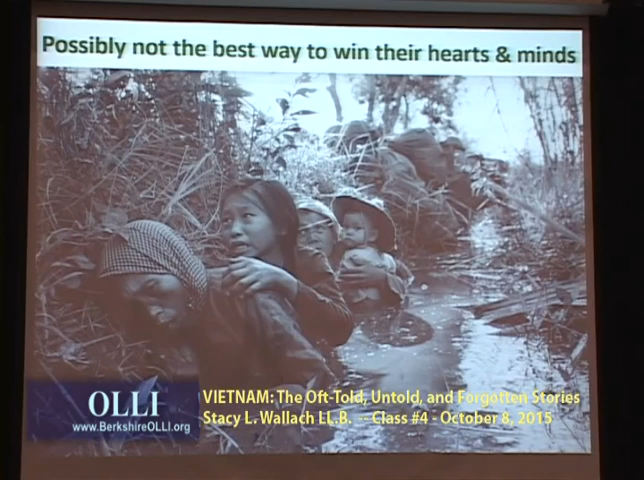 Possibly not the best way to win their hearts & minds
OLLI
www.BerkshireOLLI.org
VIETNAM: The Oft-Told, Untold, and Forgotten Stories
Stacy L. Wallach LL.B. -- Class #4 - October 8, 2015